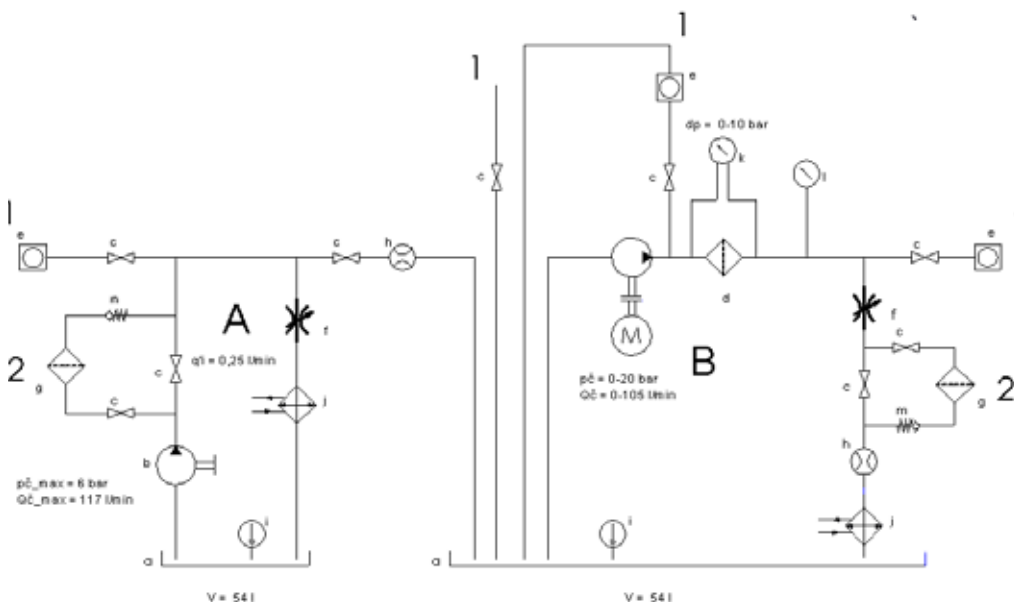 1
1
e
dp = 0-10 bar
k
c
c
l
1
e
c
c
h
c
e
n
A
f
d
M
f
q1 = 0,25 l/min
B
c
2
g
c
pč = 0-20 bar
Qč = 0-105 l/min
c
g
2
c
j
m
b
h
pč_max = 6 bar
Qč_max = 117 l/min
i
i
j
a
a
V = 54 l
V = 54 l